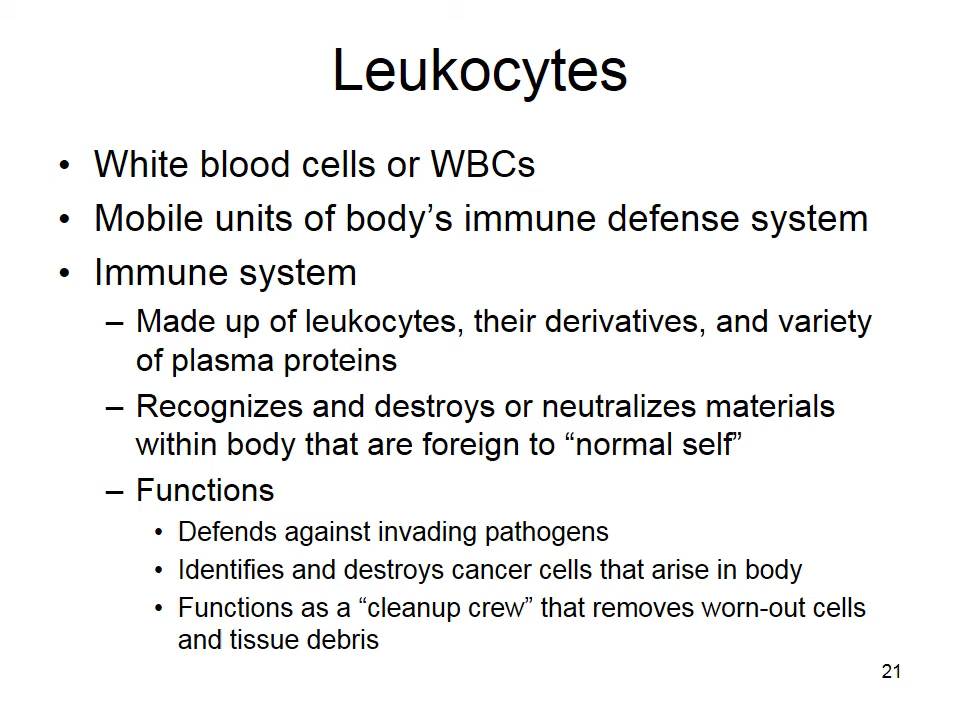 Leukocytes
• White blood cells or WBCs
• Mobile units of body’s immune defense system
• Immune system
– Made up of leukocytes, their derivatives, and variety
of plasma proteins
– Recognizes and destroys or neutralizes materials
within body that are foreign to “normal self”
– Functions
• Defends against invading pathogens
• Identifies and destroys cancer cells that arise in body
• Functions as a “cleanup crew” that removes worn-out cells
and tissue debris
21